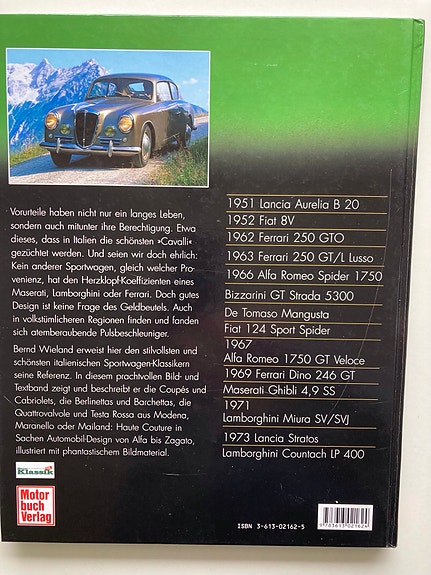 Vorurteile haben nicht nur ein langes Leben,
sondern auch mitunter ihre Berechtigung. Etwa
dieses, dass in Italien die schönsten »Cavalli«
gezüchtet werden. Und seien wir doch ehrlich:
Kein anderer Sportwagen, gleich welcher Pro-
venienz, hat den Herzklopf-Koeffizienten eines
Maserati, Lamborghini oder Ferrari. Doch gutes
Design ist keine Frage des Geldbeutels. Auch
in volkstümlicheren Regionen finden und fanden
sich atemberaubende Pulsbeschleuniger.
Bernd Wieland erweist hier den stilvollsten und
schönsten italienischen Sportwagen-Klassikern
seine Referenz. In diesem prachtvollen Bild- und
Textband zeigt und beschreibt er die Coupés und
Cabriolets, die Berlinettas und Barchettas, die
Quattrovalvole und Testa Rossa aus Modena,
Maranello oder Mailand: Haute Couture in
Sachen Automobil-Design von Alfa bis Zagato,
illustriert mit phantastischem Bildmaterial.
1951 Lancia Aurelia B 20
1952 Fiat 8V
1962 Ferrari 250 GTO
1963 Ferrari 250 GT/L Lusso
1966 Alfa Romeo Spider 1750
Bizzarini GT Strada 5300
De Tomaso Mangusta
Fiat 124 Sport Spider
1967
Alfa Romeo 1750 GT Veloce
1969 Ferrari Dino 246 GT
Maserati Ghibli 4,9 SS
1971
Lamborghini Miura SV/SVJ
1973 Lancia Stratos
Lamborghini Countach LP 400
Klassik
Motor
buch
Verlag
ISBN 3-613-02162-5
9783613021624